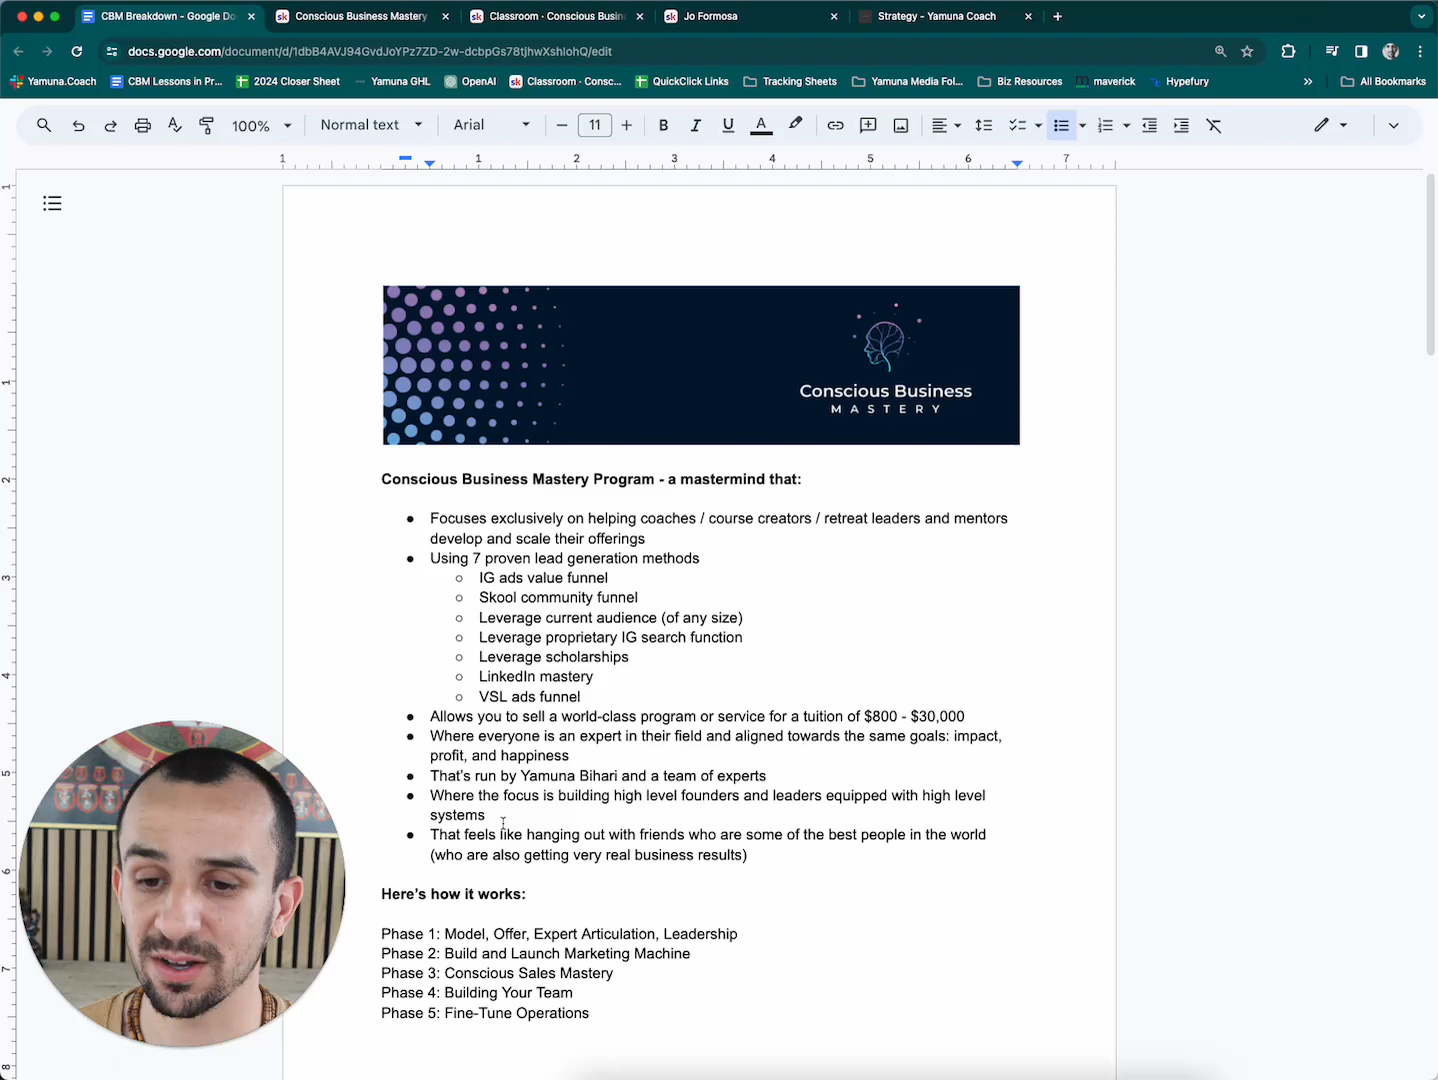 CBM Breakdown - Google Do
Conscious Business Mastery
Classroom · Conscious Busin
Jo Formosa
Strategy - Yamuna Coach
docs.google.com/document/d/1dbB4AVJ94GvdJoYPz7ZD-2w-dcbpGs78tjhwXshIohQ/edit
Yamuna.Coach
CBM Lessons in Pr...
2024 Closer Sheet
Yamuna GHL
OpenAI
Classroom · Consc...
QuickClick Links
Tracking Sheets
Yamuna Media Fol...
Biz Resources
maverick
Hypefury
All Bookmarks
100% Normal text Arial 11
1 1 2 3 4 5 6 7
Conscious Business
MASTERY
Conscious Business Mastery Program - a mastermind that:
● Focuses exclusively on helping coaches / course creators / retreat leaders and mentors
develop and scale their offerings
● Using 7 proven lead generation methods
○ IG ads value funnel
○ Skool community funnel
○ Leverage current audience (of any size)
○ Leverage proprietary IG search function
○ Leverage scholarships
○ LinkedIn mastery
○ VSL ads funnel
● Allows you to sell a world-class program or service for a tuition of $800 - $30,000
● Where everyone is an expert in their field and aligned towards the same goals: impact,
profit, and happiness
● That's run by Yamuna Bihari and a team of experts
● Where the focus is building high level founders and leaders equipped with high level
systems
● That feels like hanging out with friends who are some of the best people in the world
(who are also getting very real business results)
Here's how it works:
Phase 1: Model, Offer, Expert Articulation, Leadership
Phase 2: Build and Launch Marketing Machine
Phase 3: Conscious Sales Mastery
Phase 4: Building Your Team
Phase 5: Fine-Tune Operations